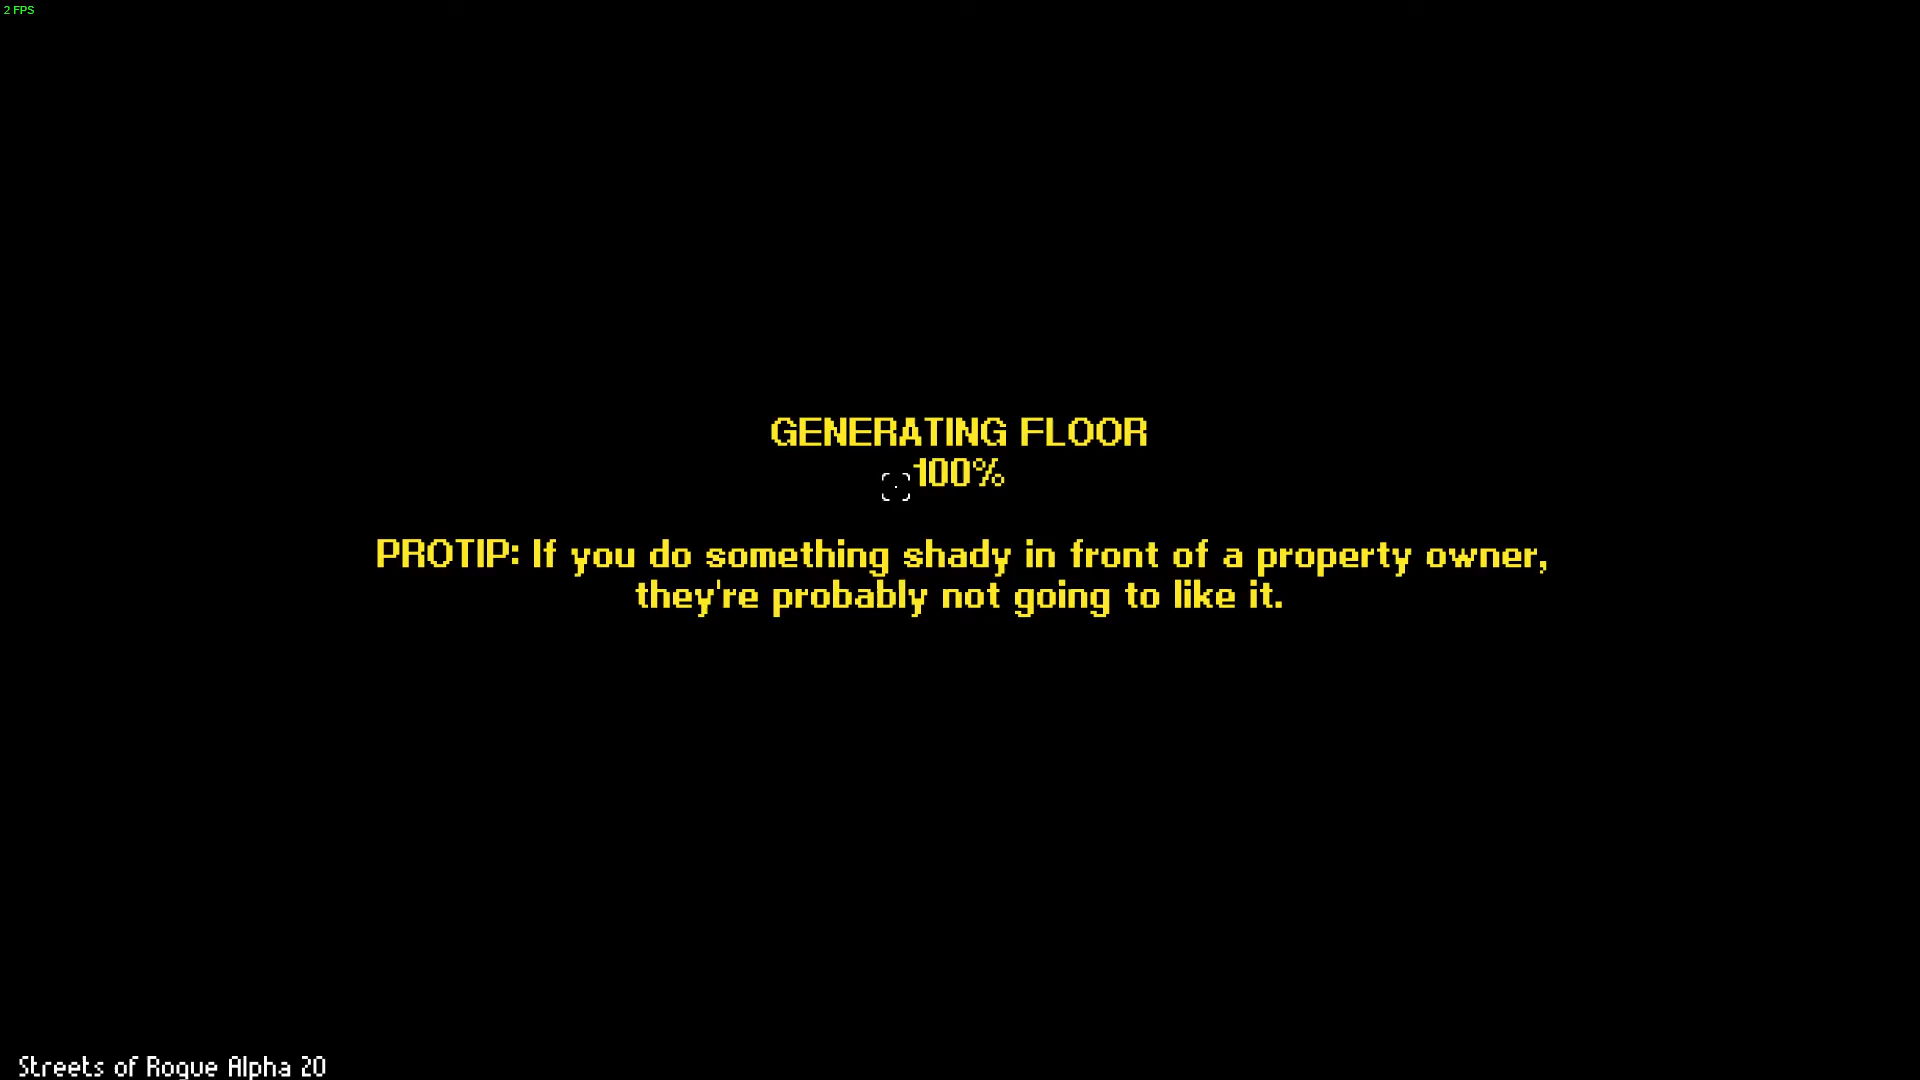 2 FPS
GENERATING FLOOR
100%
PROTIP: If you do something shady in front of a property owner,
they're probably not going to like it.
Streets of Rogue Alpha 20